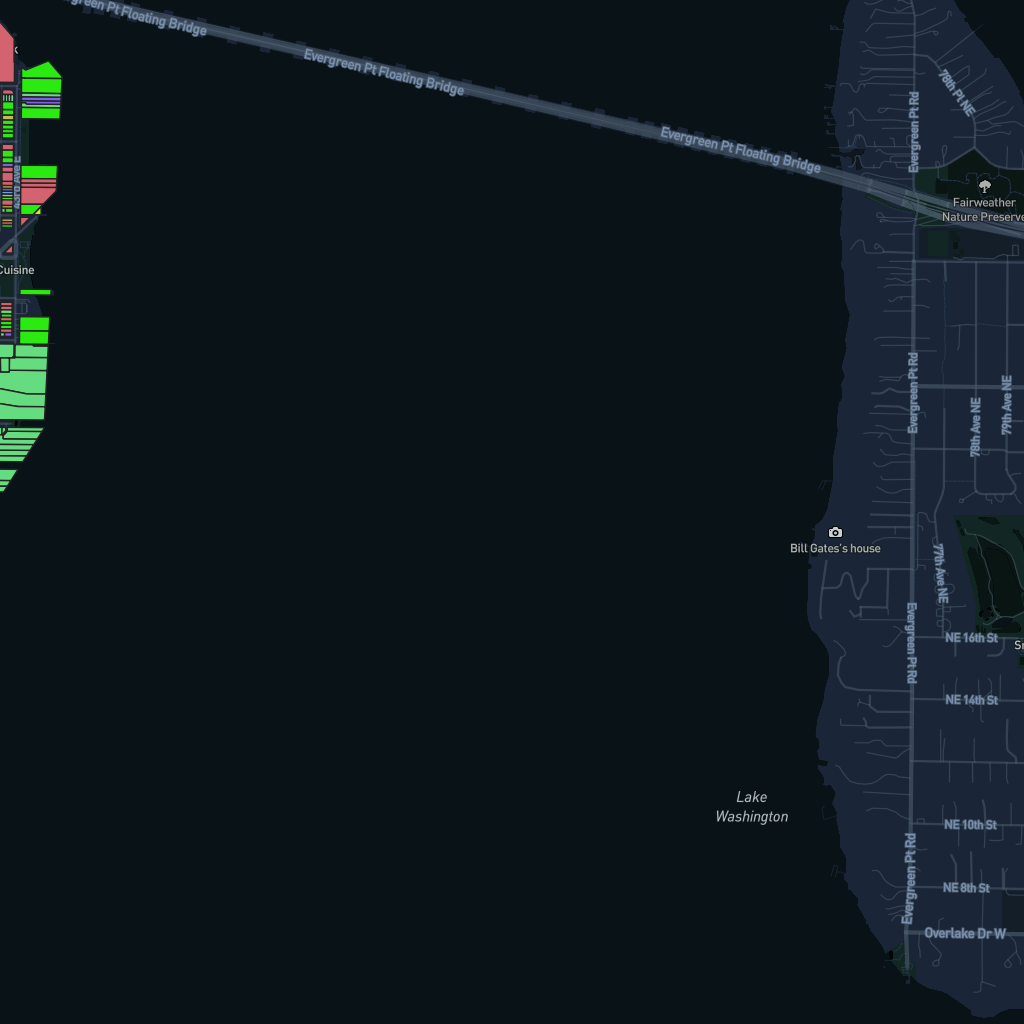 green Pt Floating Bridge
Evergreen Pt Floating Bridge
Evergreen Pt Floating Bridge
78th Pl NE
Evergreen Pt Rd
Fairweather
Nature Preserve
43rd Ave E
Cuisine
Evergreen Pt Rd
78th Ave NE
79th Ave NE
Bill Gates's house
77th Ave NE
Evergreen Pt Rd
NE 16th St
NE 14th St
Lake
Washington
NE 10th St
Evergreen Pt Rd
NE 8th St
Overlake Dr W